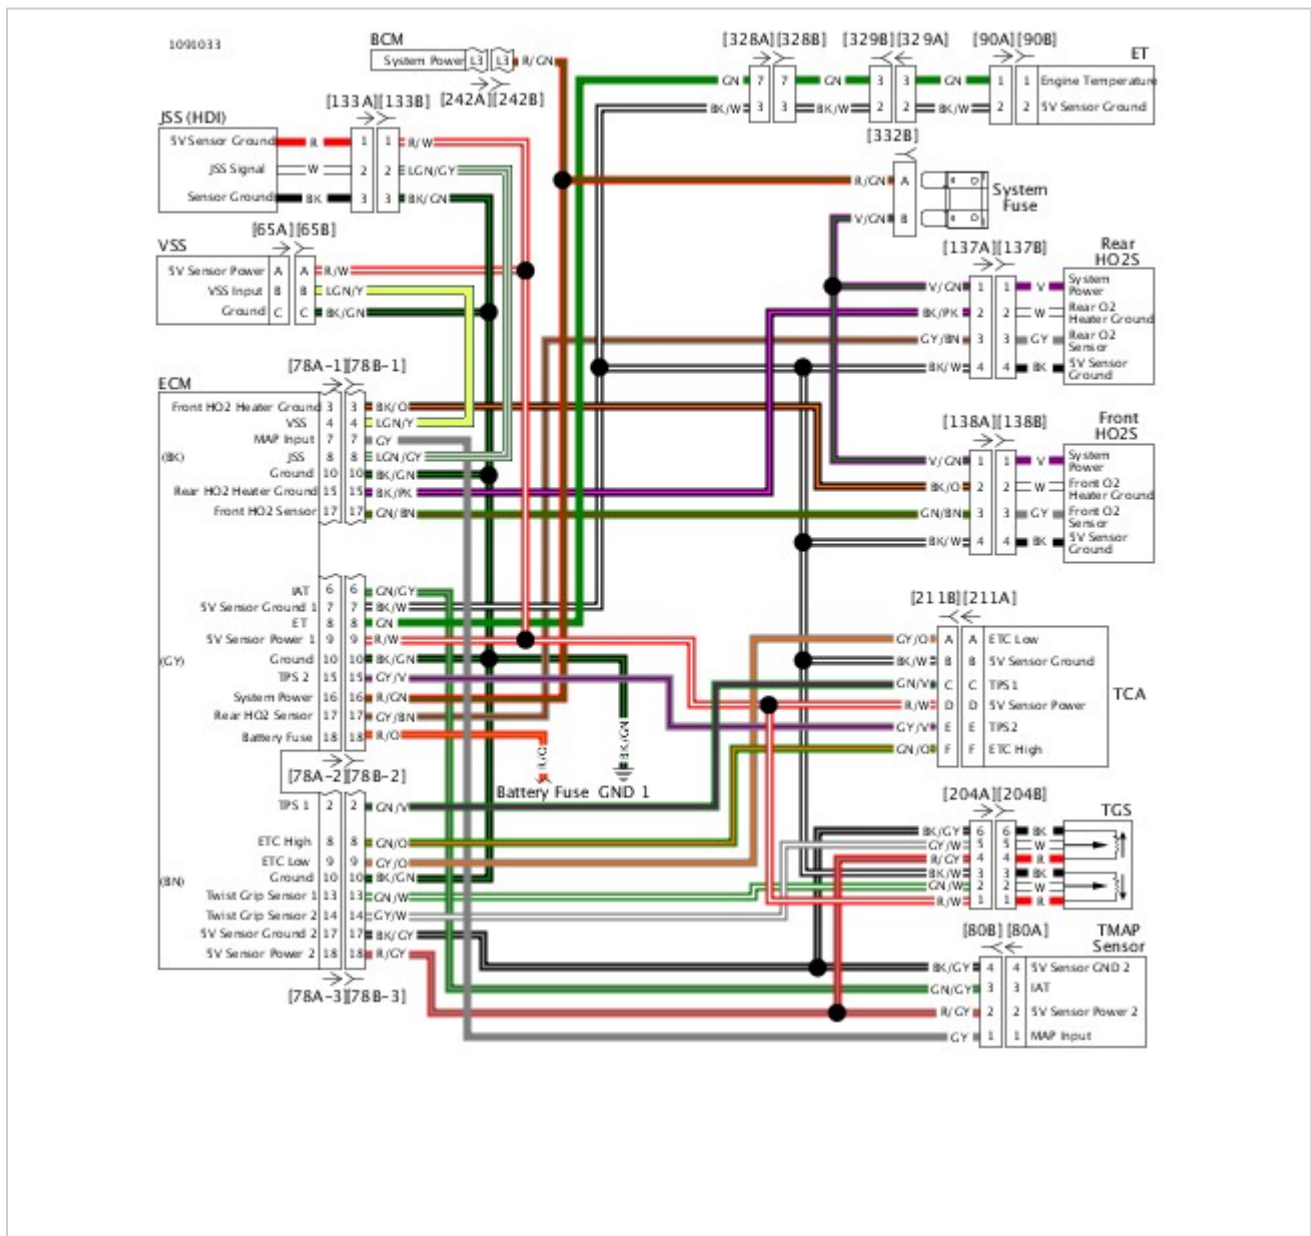 1091033
BCM
System Power L3 L3 R/GN
[242A] [242B]
[328A] [328B]
[329B] [329A]
[90A] [90B]
ET
GN 7 7 GN 3 3 GN 1 1 Engine Temperature
BK/W 3 3 BK/W 2 2 BK/W 2 2 5V Sensor Ground
JSS (HDI)
[133A] [133B]
5V Sensor Ground R 1 1 R/W
JSS Signal W 2 2 LGN/GY
Sensor Ground BK 3 3 BK/GN
[332B]
R/GN A
V/GN B
System
Fuse
VSS
[65A] [65B]
5V Sensor Power A A R/W
VSS Input B B LGN/Y
Ground C C BK/GN
[137A] [137B]
Rear
HO2S
V/GN 1 1 V System
Power
BK/PK 2 2 W Rear O2
Heater Ground
GY/BN 3 3 GY Rear O2
Sensor
BK/W 4 4 BK 5V Sensor
Ground
[138A] [138B]
Front
HO2S
V/GN 1 1 V System
Power
BK/O 2 2 W Front O2
Heater Ground
GN/BN 3 3 GY Front O2
Sensor
BK/W 4 4 BK 5V Sensor
Ground
ECM
[78A-1] [78B-1]
Front HO2 Heater Ground 3 3 BK/O
VSS 4 4 LGN/Y
MAP Input 7 7 GY
(BK)
JSS 8 8 LGN/GY
Ground 10 10 BK/GN
Rear HO2 Heater Ground 15 15 BK/PK
Front HO2 Sensor 17 17 GN/BN
IAT 6 6 GN/GY
5V Sensor Ground 1 7 7 BK/W
ET 8 8 GN
5V Sensor Power 1 9 9 R/W
(GY)
Ground 10 10 BK/GN
TPS 2 15 15 GY/V
System Power 16 16 R/GN
Rear HO2 Sensor 17 17 GY/BN
Battery Fuse 18 18 R/O
[78A-2] [78B-2]
R/O
Battery Fuse
BK/GN
GND 1
TPS 1 2 2 GN/V
ETC High 8 8 GN/O
ETC Low 9 9 GY/O
Ground 10 10 BK/GN
(BN)
Twist Grip Sensor 1 13 13 GN/W
Twist Grip Sensor 2 14 14 GY/W
5V Sensor Ground 2 17 17 BK/GY
5V Sensor Power 2 18 18 R/GY
[78A-3] [78B-3]
[211B] [211A]
GY/O A A ETC Low
BK/W B B 5V Sensor Ground
GN/V C C TPS1
R/W D D 5V Sensor Power
GY/V E E TPS2
GN/O F F ETC High
TCA
[204A] [204B]
TGS
BK/GY 6 6 BK
GY/W 5 5 W
R/GY 4 4 R
BK/W 3 3 BK
GN/W 2 2 W
R/W 1 1 R
[80B] [80A]
TMAP
Sensor
BK/GY 4 4 5V Sensor GND 2
GN/GY 3 3 IAT
R/GY 2 2 5V Sensor Power 2
GY 1 1 MAP Input